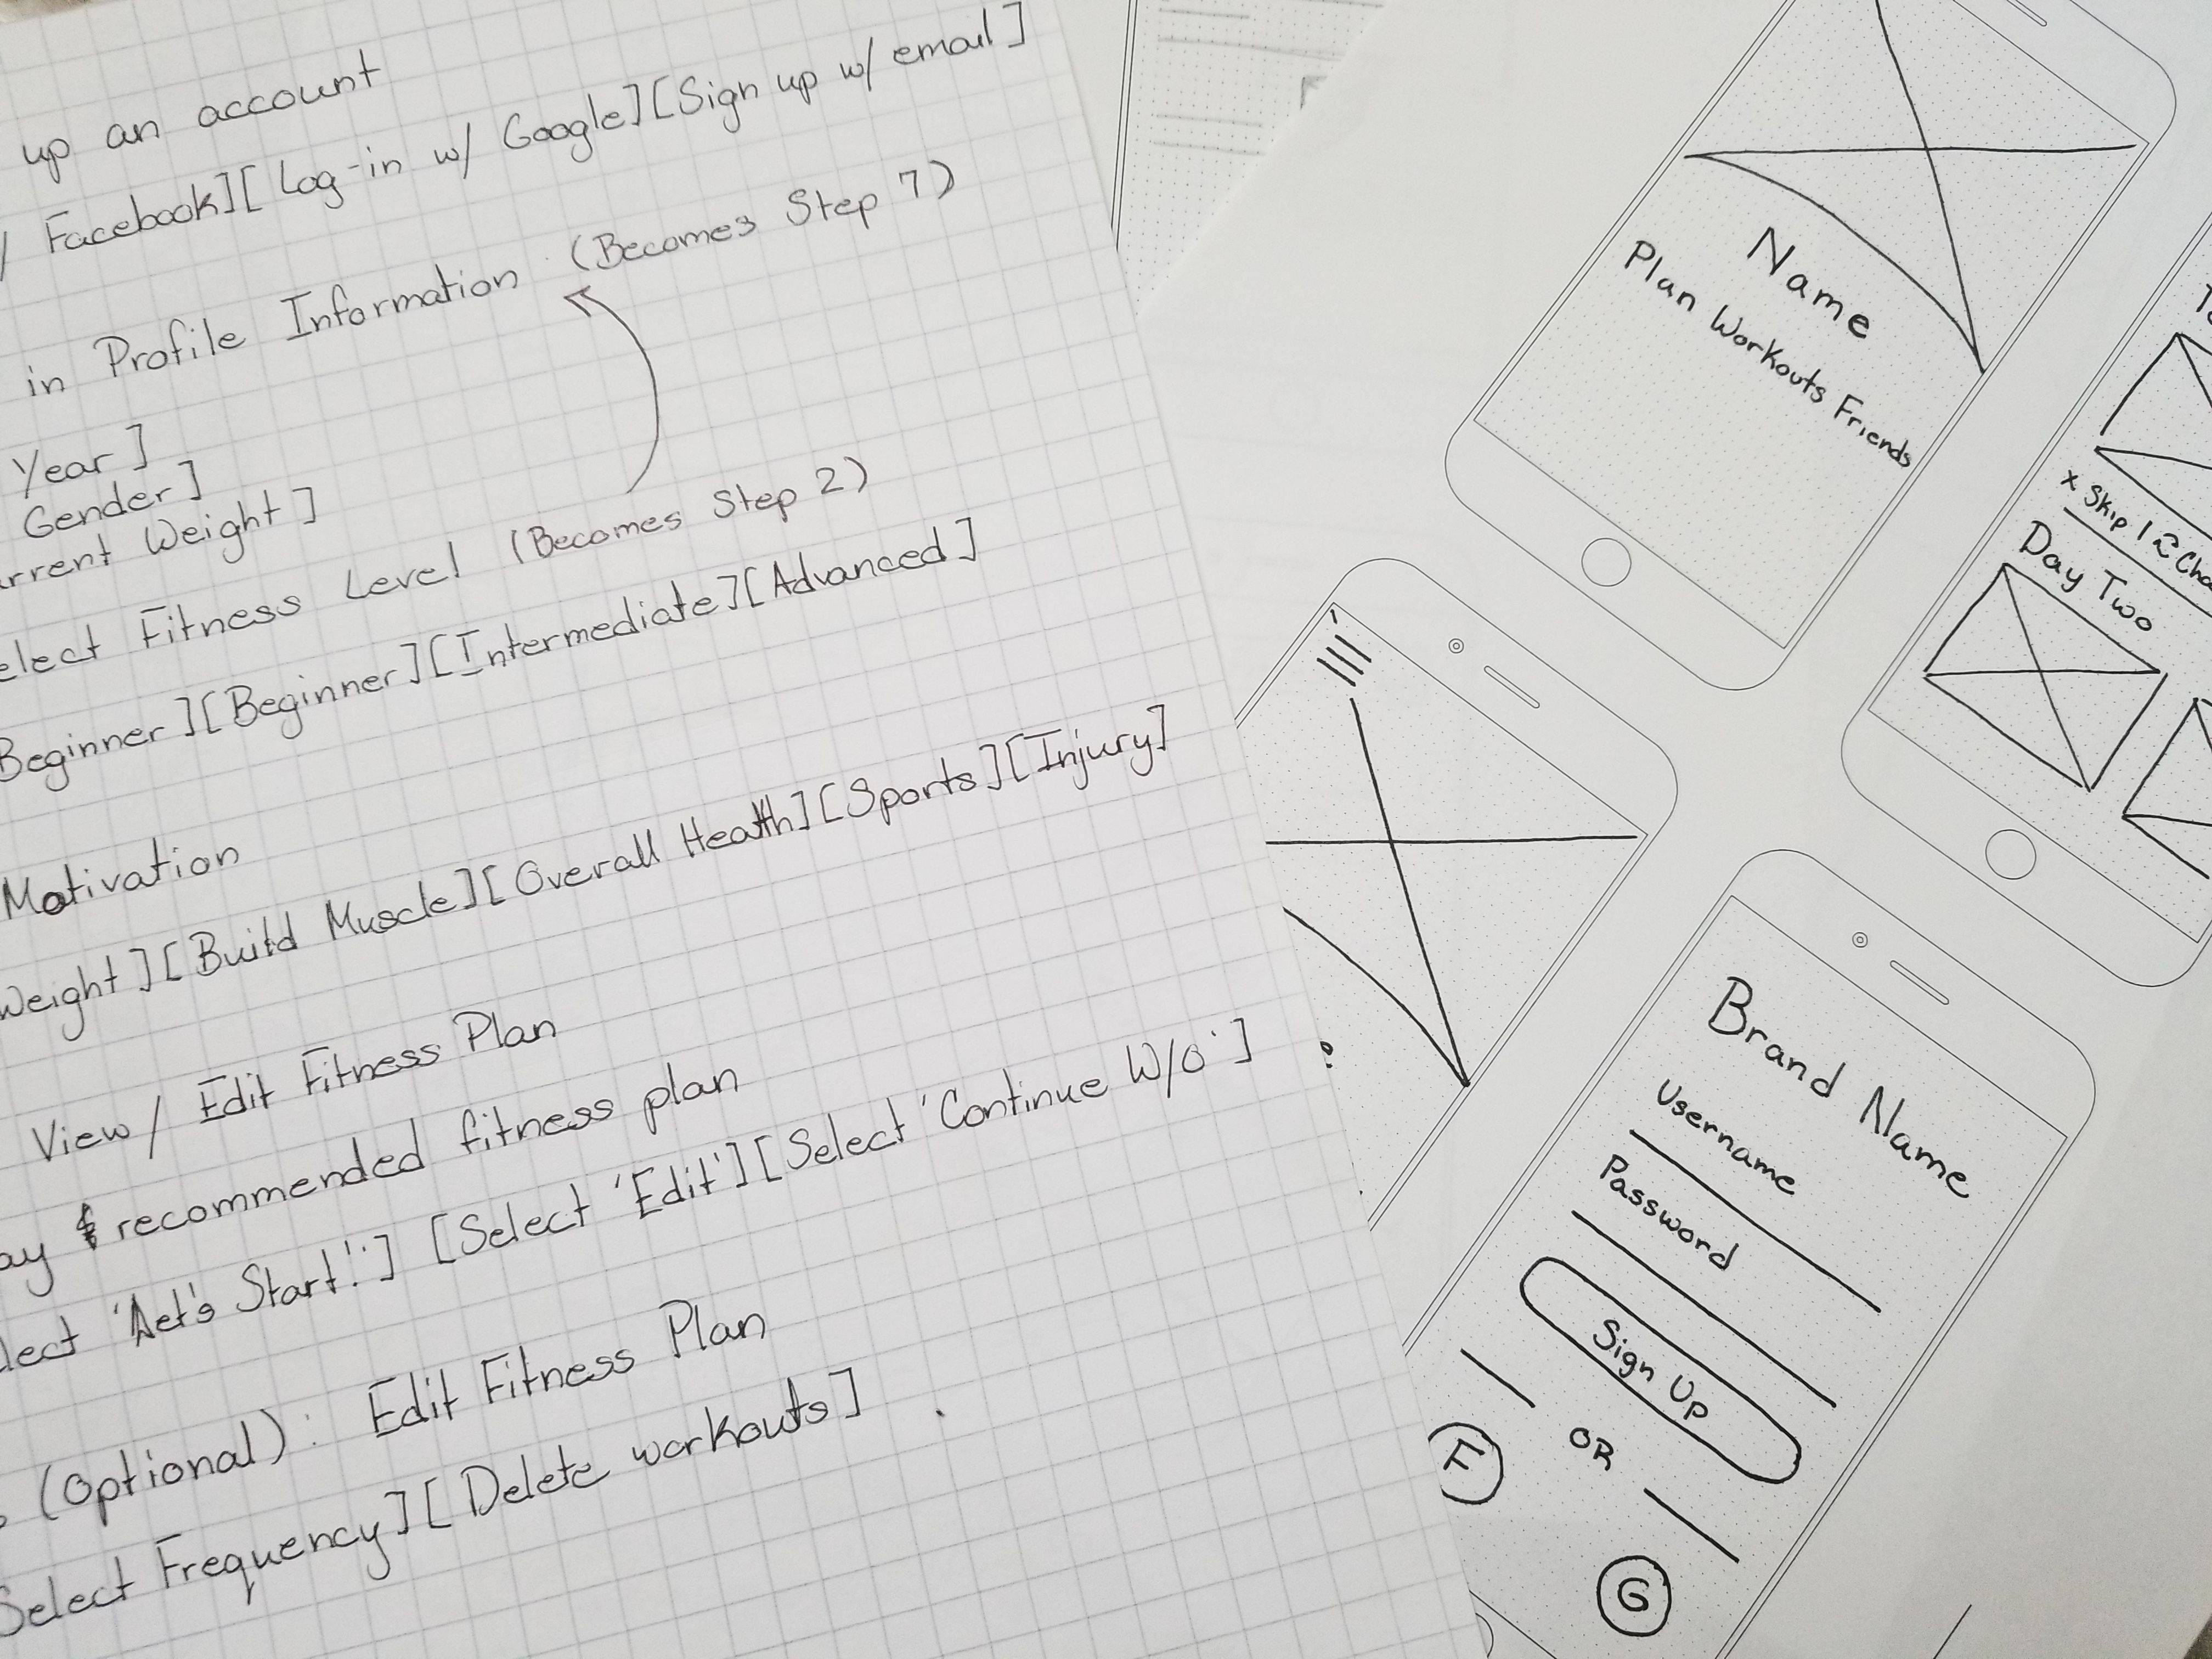 up an account
/ Facebook][Log-in w/ Google][Sign up w/ email]
in Profile Information (Becomes Step 7)
Year]
Gender]
rrent Weight]
elect Fitness Level (Becomes Step 2)
Beginner][Beginner][Intermediate][Advanced]
Motivation
Weight][Build Muscle][Overall Health][Sports][Injury]
View / Edit Fitness Plan
ay & recommended fitness plan
lect 'Let's Start!'] [Select 'Edit'][Select 'Continue W/O']
(Optional): Edit Fitness Plan
Select Frequency][Delete workouts]
Name
Plan Workouts Friends
x Skip | Cha
Day Two
Brand Name
Username
Password
Sign Up
OR
F
G